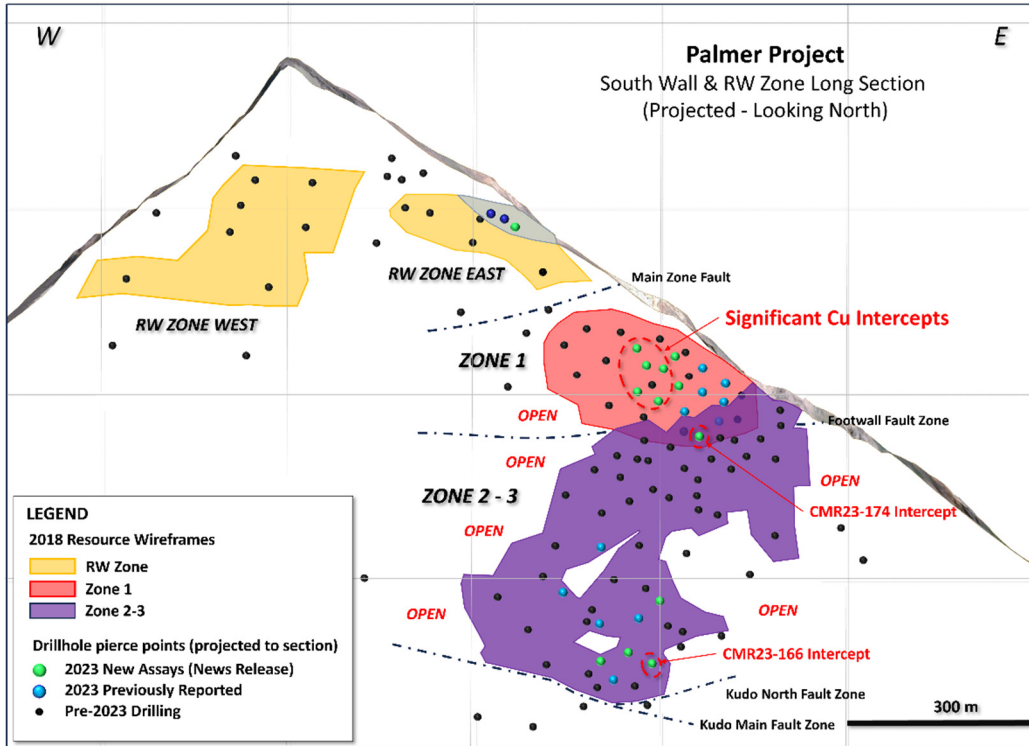 W
E
Palmer Project
South Wall & RW Zone Long Section
(Projected - Looking North)
RW ZONE EAST
Main Zone Fault
RW ZONE WEST
Significant Cu Intercepts
ZONE 1
OPEN
Footwall Fault Zone
OPEN
OPEN
ZONE 2 - 3
CMR23-174 Intercept
OPEN
OPEN
OPEN
CMR23-166 Intercept
Kudo North Fault Zone
Kudo Main Fault Zone
300 m
LEGEND
2018 Resource Wireframes
RW Zone
Zone 1
Zone 2-3
Drillhole pierce points (projected to section)
2023 New Assays (News Release)
2023 Previously Reported
Pre-2023 Drilling